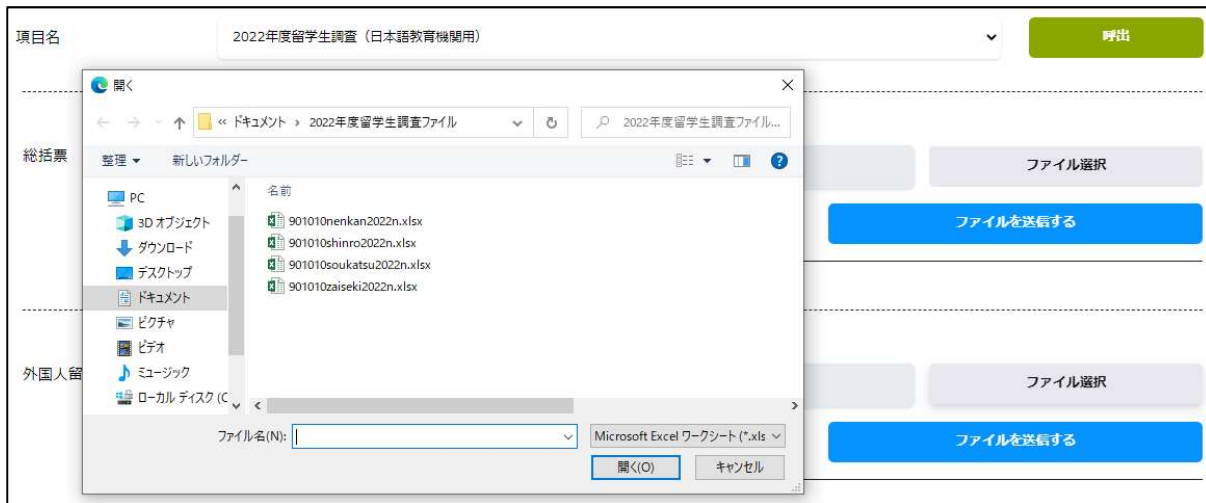 項目名
2022年度留学生調査（日本語教育機関用）
呼出
開く
« ドキュメント › 2022年度留学生調査ファイル
2022年度留学生調査ファイル...
整理
新しいフォルダー
総括票
ファイル選択
ファイルを送信する
PC
3D オブジェクト
ダウンロード
デスクトップ
ドキュメント
ピクチャ
ビデオ
ミュージック
ローカル ディスク (C
名前
901010nenkan2022n.xlsx
901010shinro2022n.xlsx
901010soukatsu2022n.xlsx
901010zaiseki2022n.xlsx
外国人留
ファイル選択
ファイル名(N):
Microsoft Excel ワークシート (*.xls
開く(O)
キャンセル
ファイルを送信する